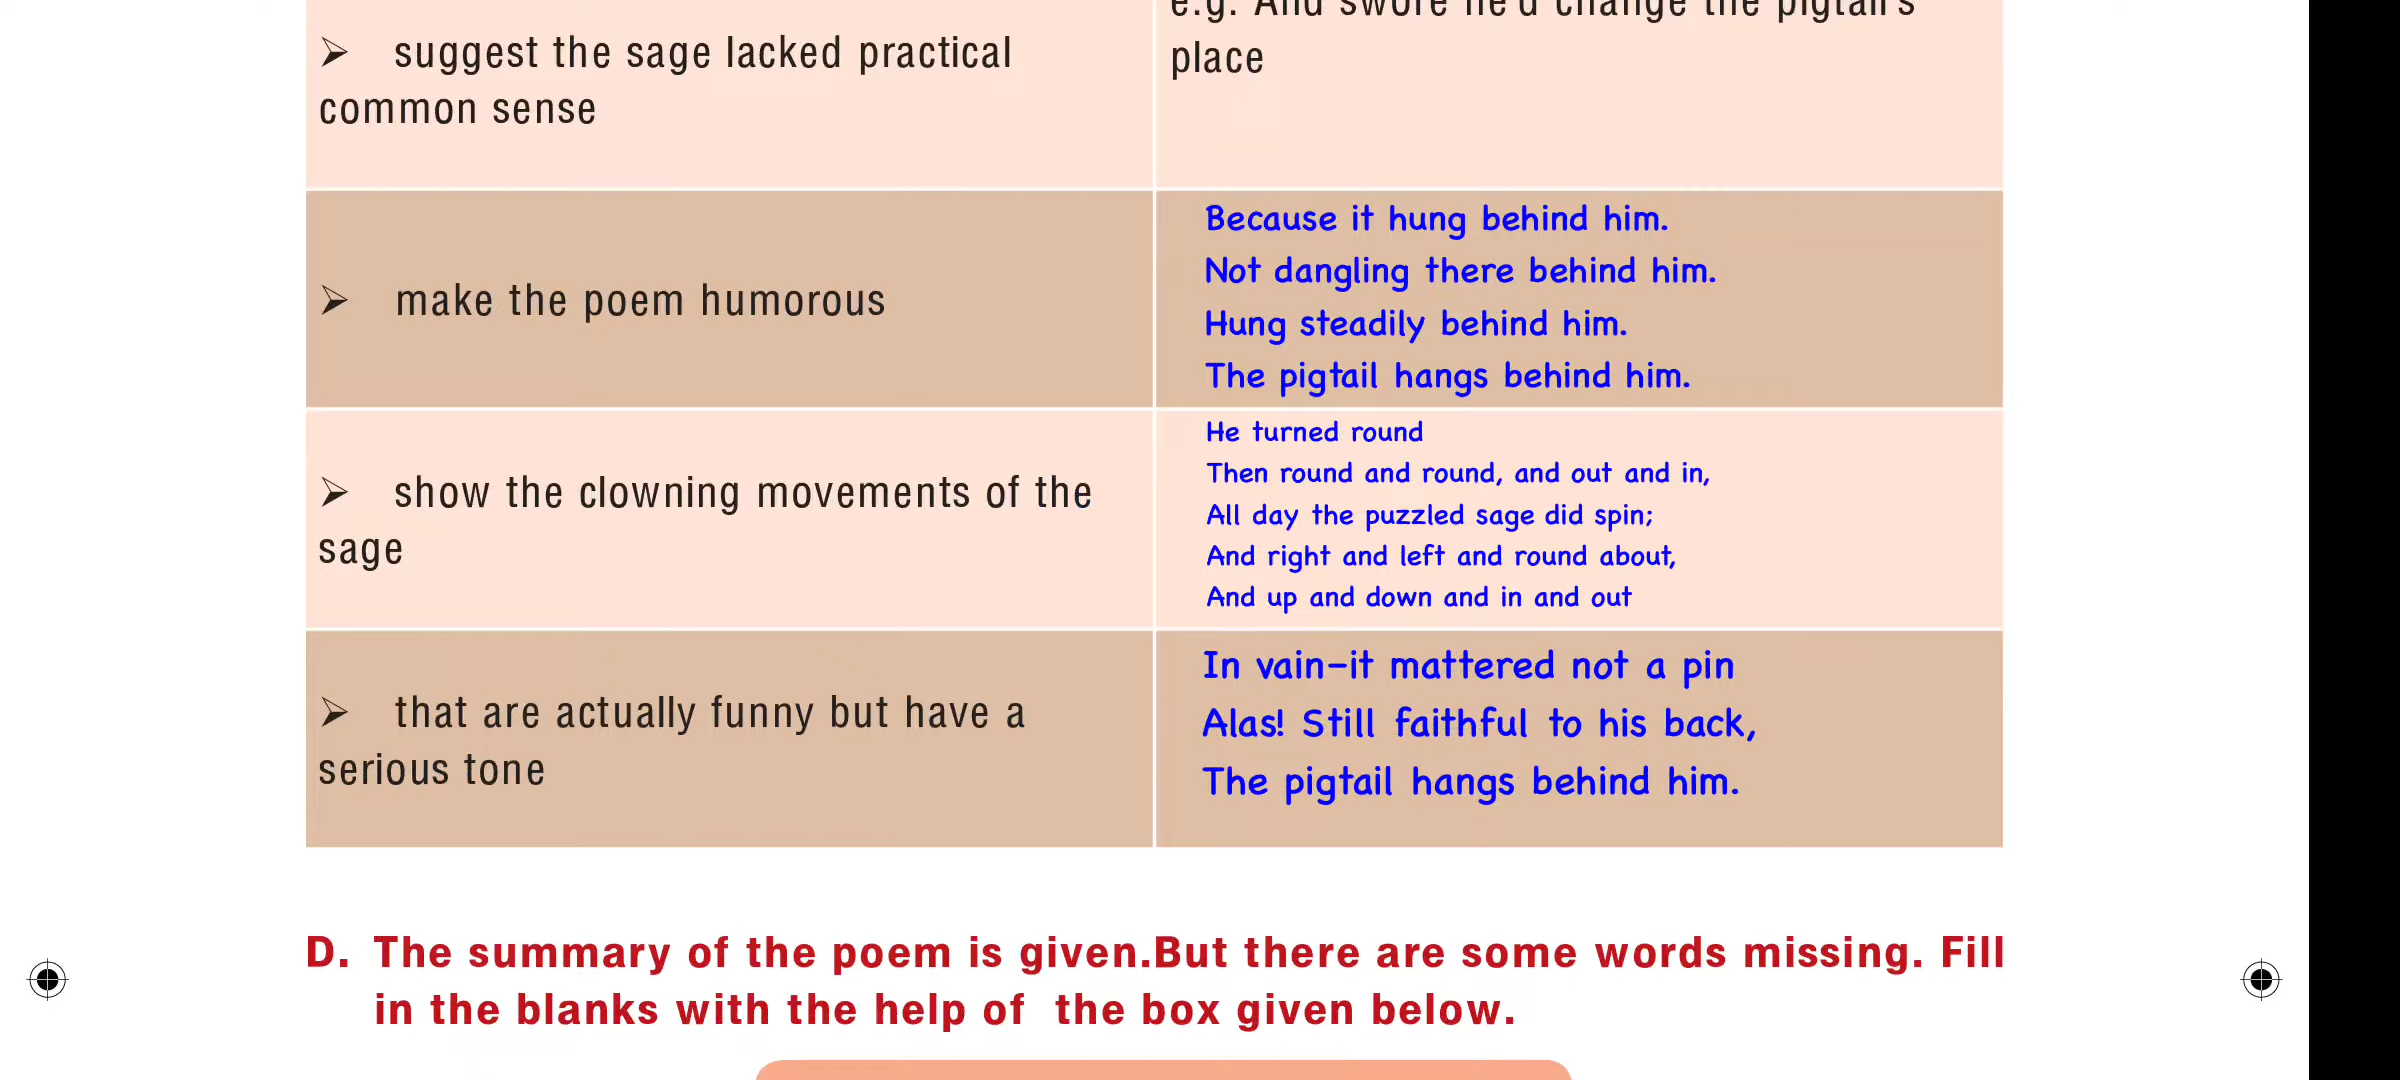 e.g. And swore he'd change the pigtail's
place
➢ suggest the sage lacked practical
common sense
➢ make the poem humorous
Because it hung behind him.
Not dangling there behind him.
Hung steadily behind him.
The pigtail hangs behind him.
➢ show the clowning movements of the
sage
He turned round
Then round and round, and out and in,
All day the puzzled sage did spin;
And right and left and round about,
And up and down and in and out
➢ that are actually funny but have a
serious tone
In vain–it mattered not a pin
Alas! Still faithful to his back,
The pigtail hangs behind him.
D. The summary of the poem is given.But there are some words missing. Fill
in the blanks with the help of the box given below.